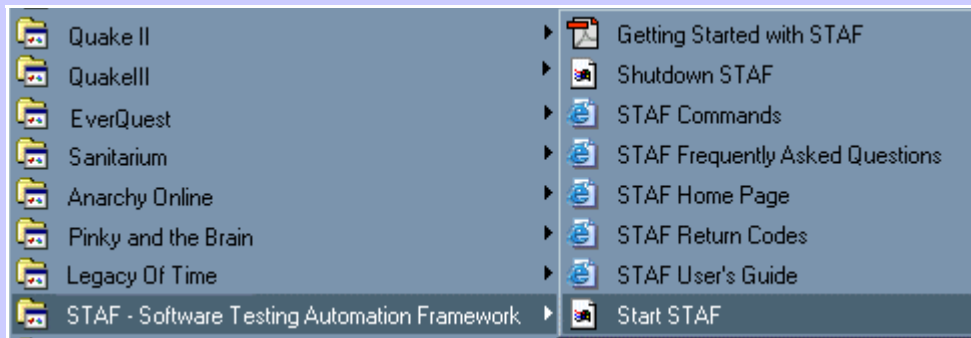 Quake II
QuakeIII
EverQuest
Sanitarium
Anarchy Online
Pinky and the Brain
Legacy Of Time
STAF - Software Testing Automation Framework
Getting Started with STAF
Shutdown STAF
STAF Commands
STAF Frequently Asked Questions
STAF Home Page
STAF Return Codes
STAF User's Guide
Start STAF